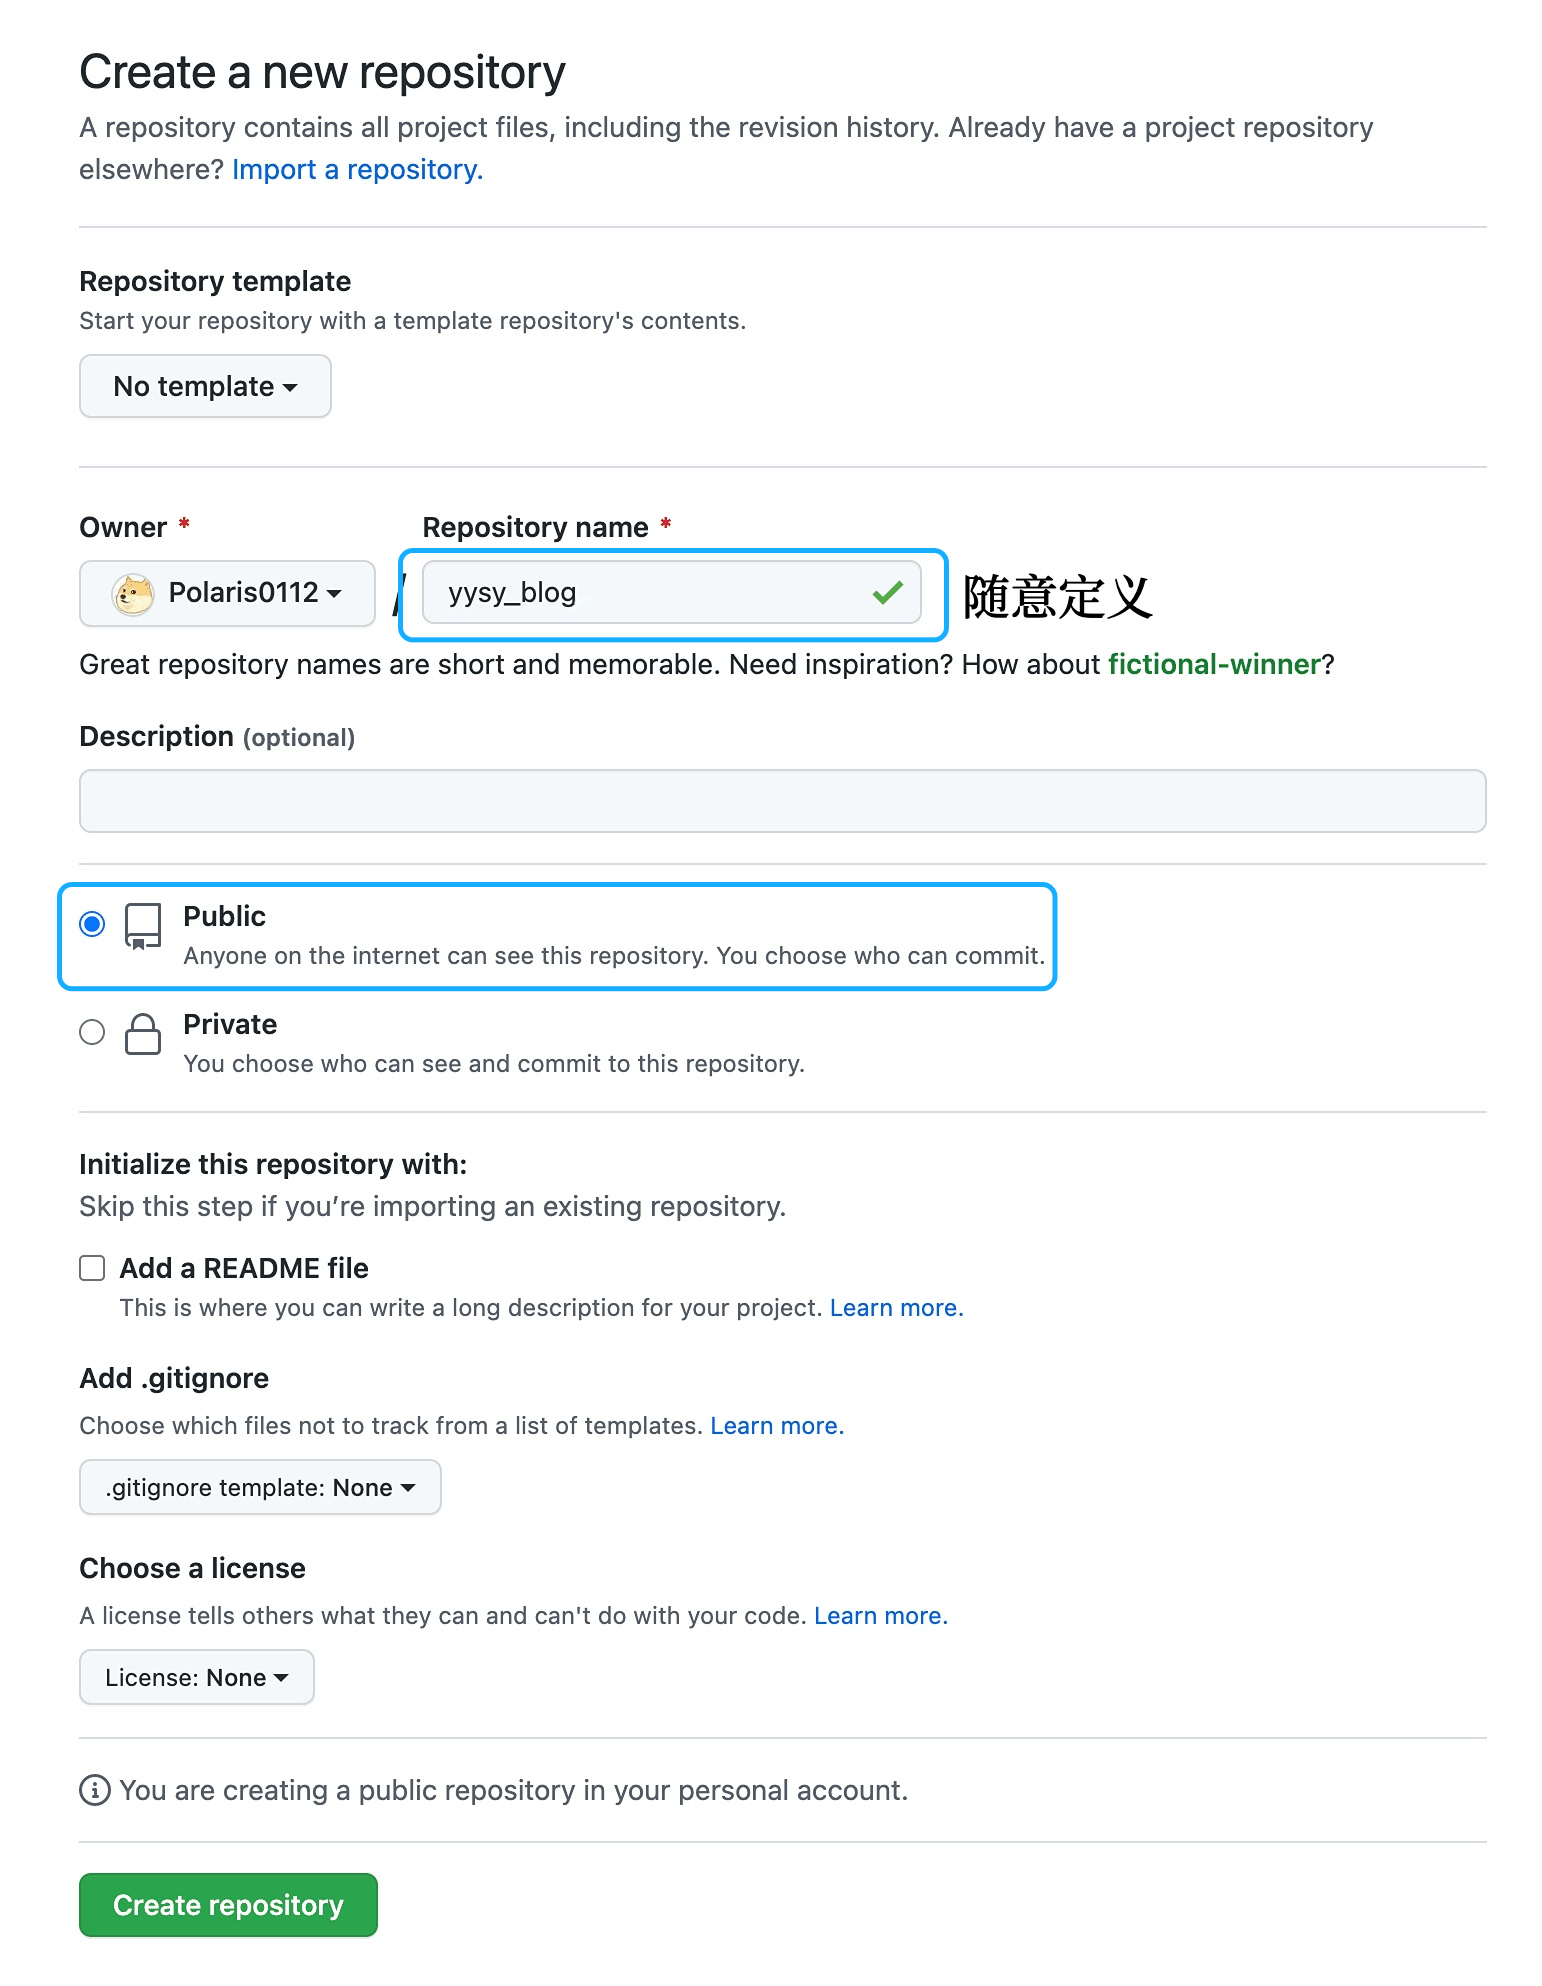 Create a new repository
A repository contains all project files, including the revision history. Already have a project repository
elsewhere? Import a repository.
Repository template
Start your repository with a template repository's contents.
No template
Owner * Repository name *
Polaris0112 / yysy_blog 随意定义
Great repository names are short and memorable. Need inspiration? How about fictional-winner?
Description (optional)
Public
Anyone on the internet can see this repository. You choose who can commit.
Private
You choose who can see and commit to this repository.
Initialize this repository with:
Skip this step if you’re importing an existing repository.
Add a README file
This is where you can write a long description for your project. Learn more.
Add .gitignore
Choose which files not to track from a list of templates. Learn more.
.gitignore template: None
Choose a license
A license tells others what they can and can't do with your code. Learn more.
License: None
You are creating a public repository in your personal account.
Create repository